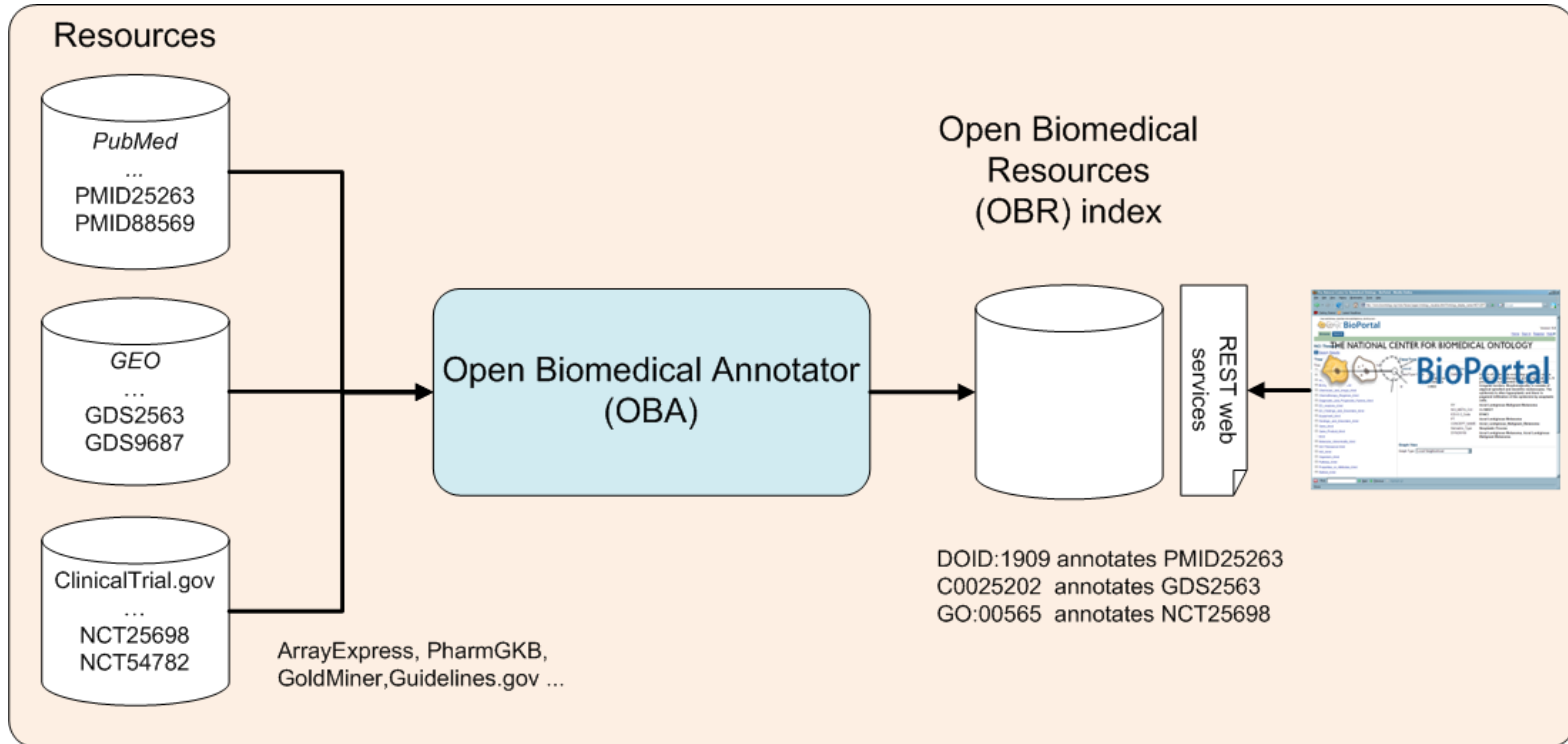 Resources
PubMed
...
PMID25263
PMID88569
GEO
...
GDS2563
GDS9687
ClinicalTrial.gov
...
NCT25698
NCT54782
ArrayExpress, PharmGKB,
GoldMiner,Guidelines.gov ...
Open Biomedical Annotator
(OBA)
Open Biomedical
Resources
(OBR) index
REST web
services
DOID:1909 annotates PMID25263
C0025202 annotates GDS2563
GO:00565 annotates NCT25698
BioPortal
THE NATIONAL CENTER FOR BIOMEDICAL ONTOLOGY
BioPortal